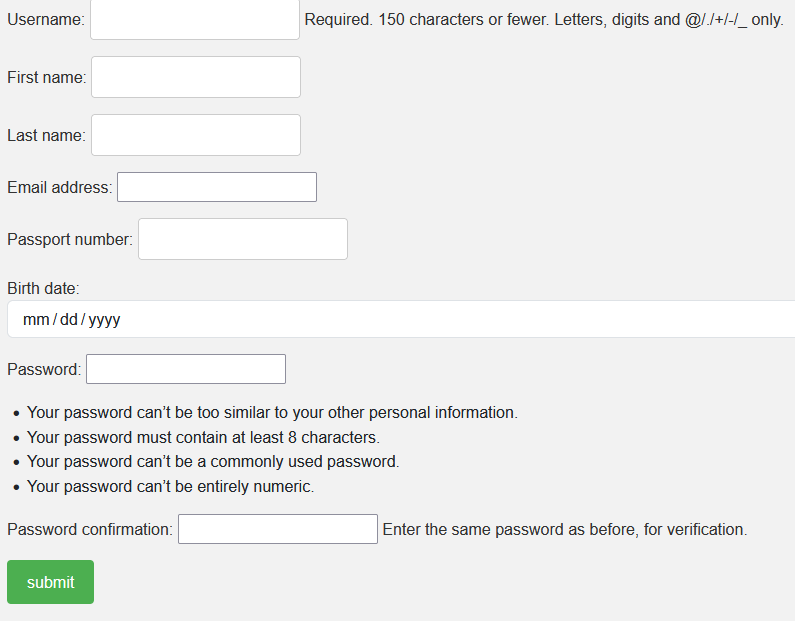 Username: Required. 150 characters or fewer. Letters, digits and @/./+/-/_ only.
First name:
Last name:
Email address:
Passport number:
Birth date:
mm/dd/yyyy
Password:
• Your password can’t be too similar to your other personal information.
• Your password must contain at least 8 characters.
• Your password can’t be a commonly used password.
• Your password can’t be entirely numeric.
Password confirmation: Enter the same password as before, for verification.
submit